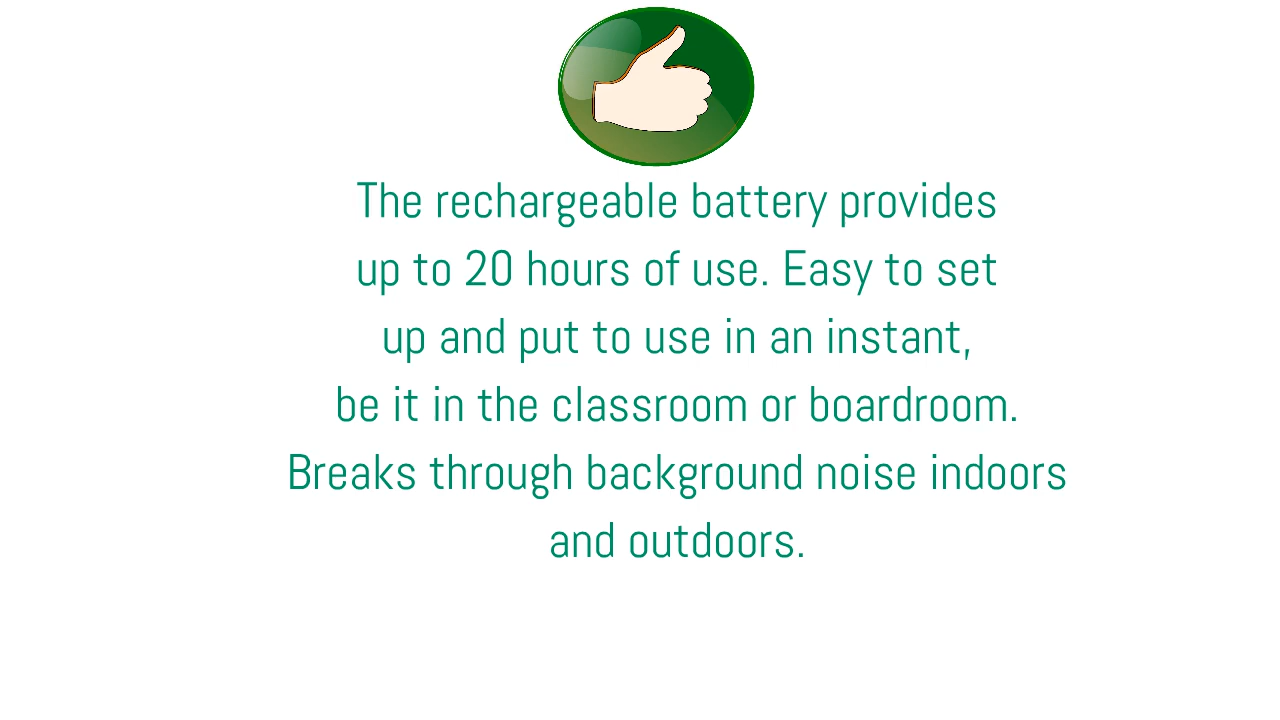 The rechargeable battery provides
up to 20 hours of use. Easy to set
up and put to use in an instant,
be it in the classroom or boardroom.
Breaks through background noise indoors
and outdoors.